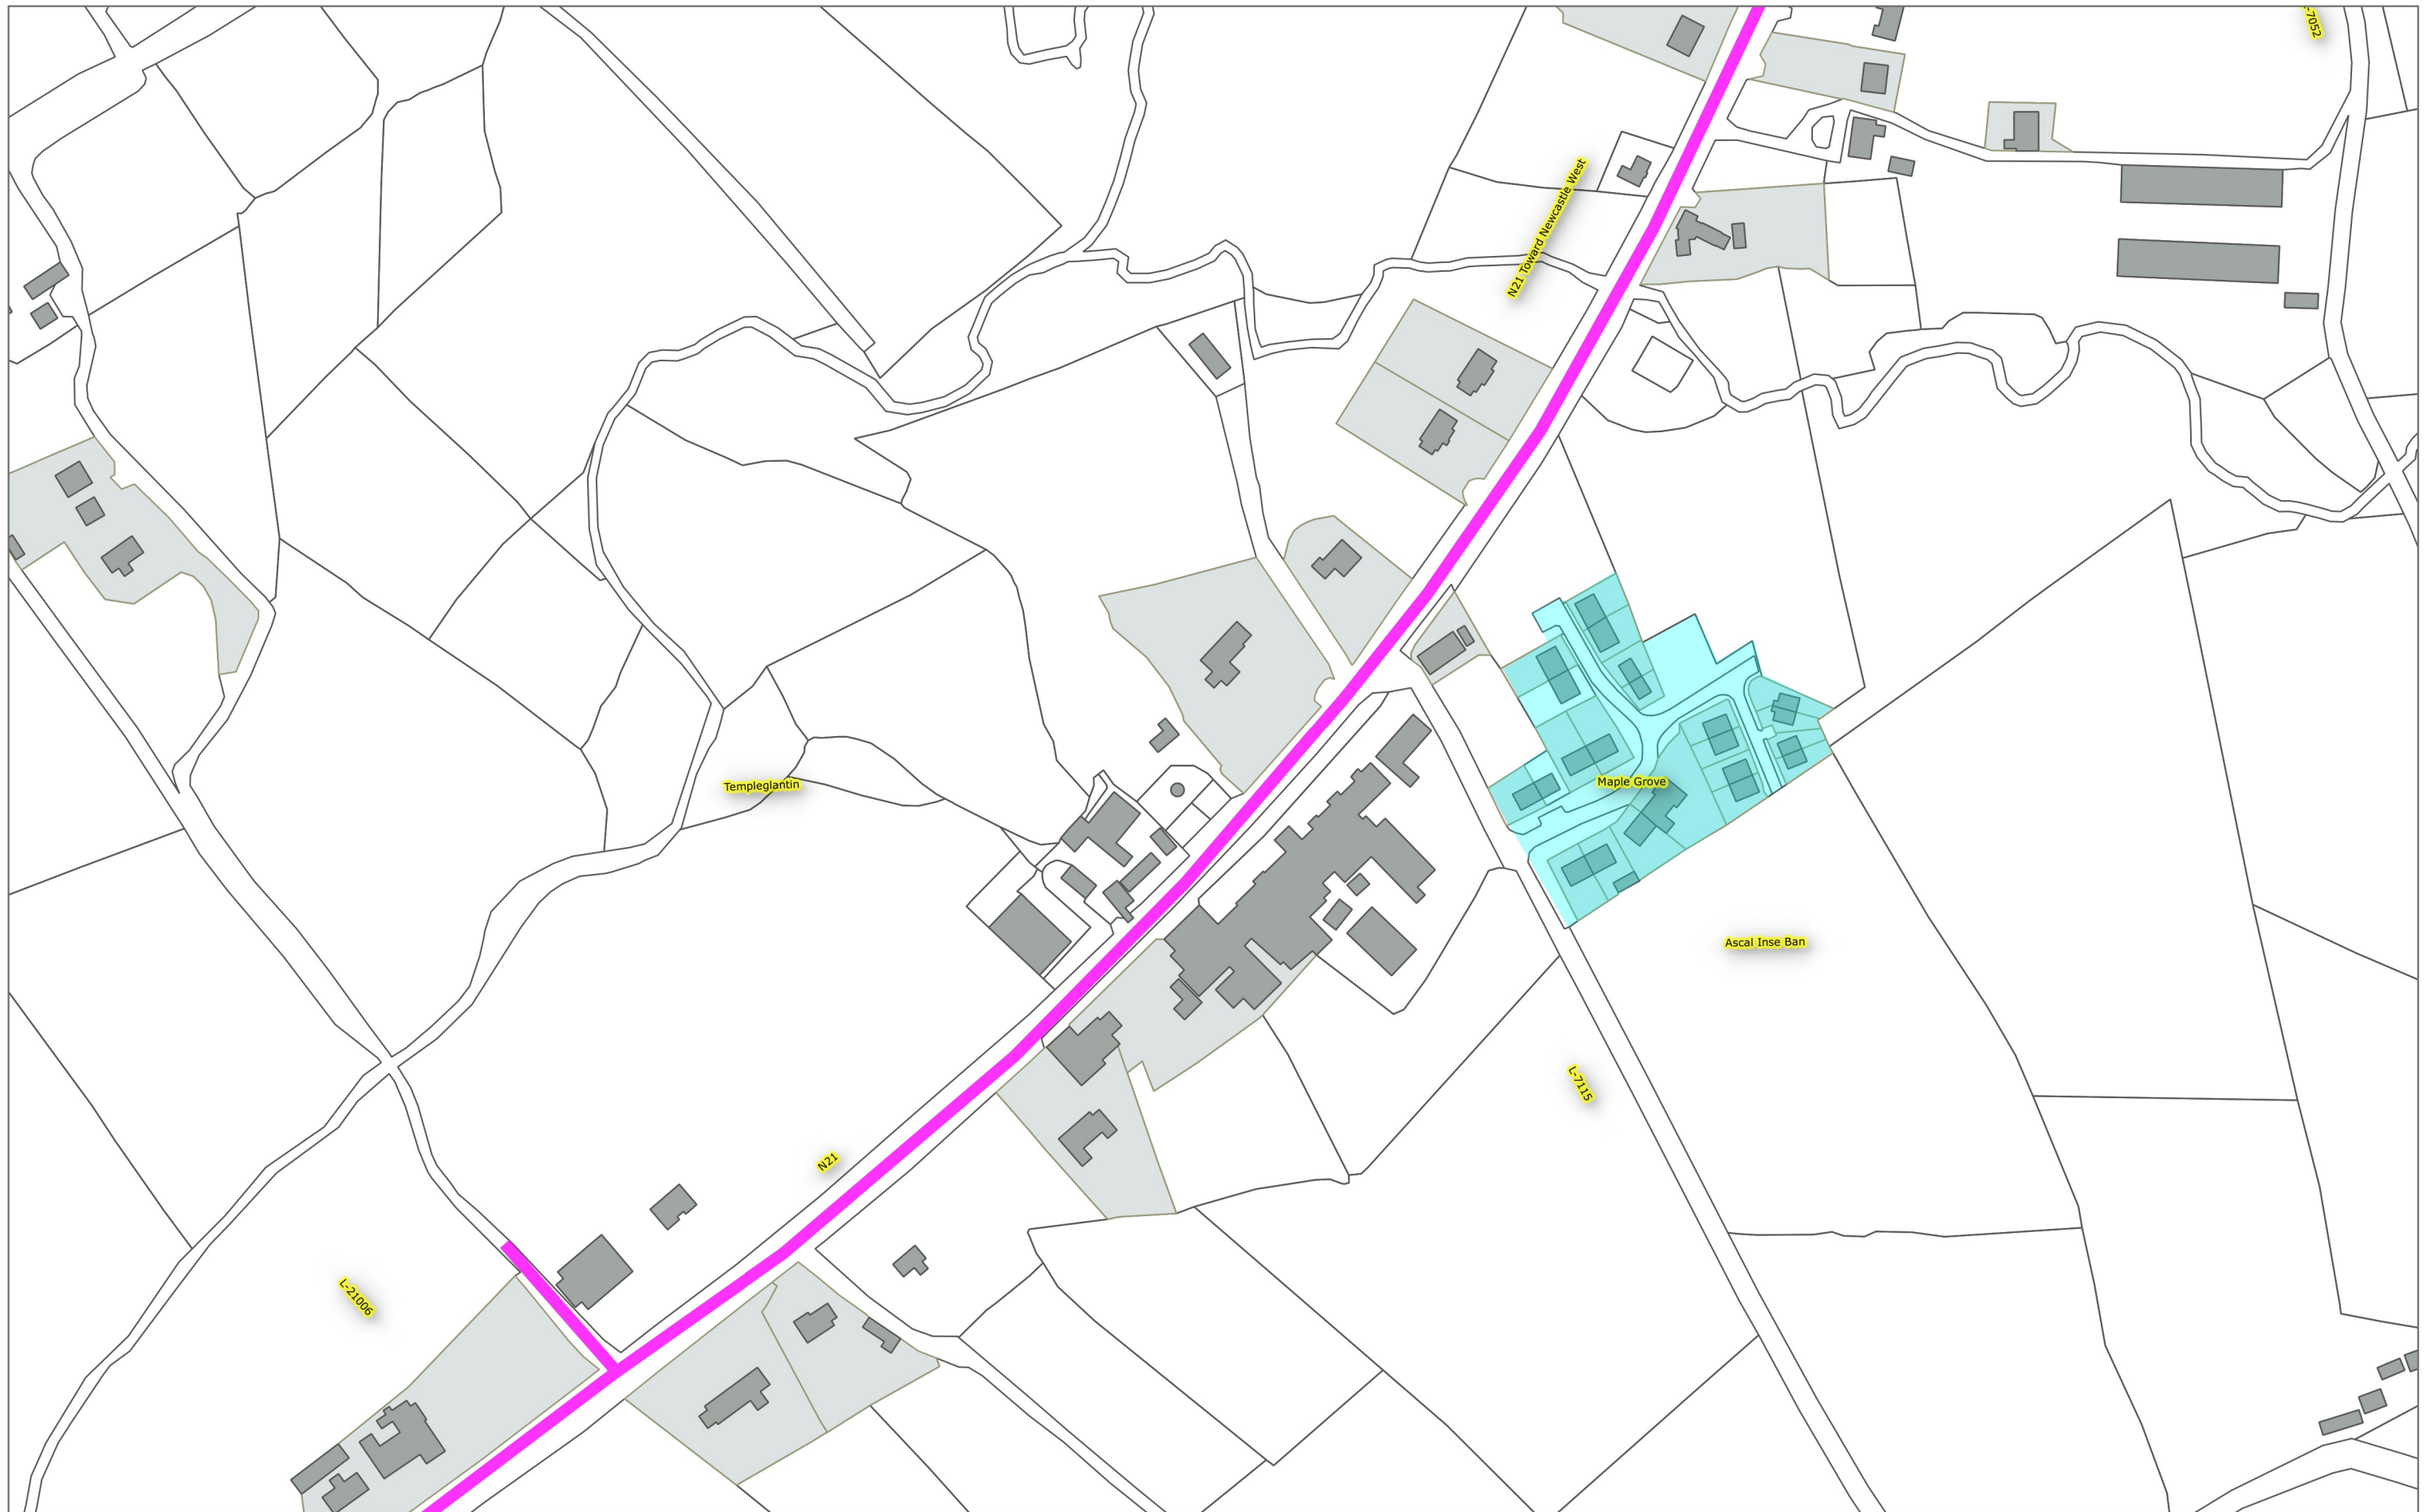 L-7052
N21 Toward Newcastle West
Templeglantin
Maple Grove
Ascal Inse Ban
L-7115
N21
L-21006